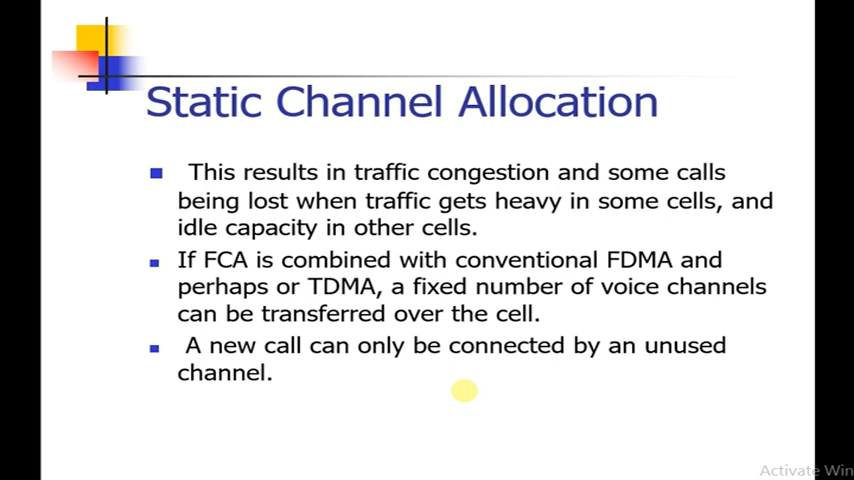 Static Channel Allocation
This results in traffic congestion and some calls
being lost when traffic gets heavy in some cells, and
idle capacity in other cells.
If FCA is combined with conventional FDMA and
perhaps or TDMA, a fixed number of voice channels
can be transferred over the cell.
A new call can only be connected by an unused
channel.
Activate Win